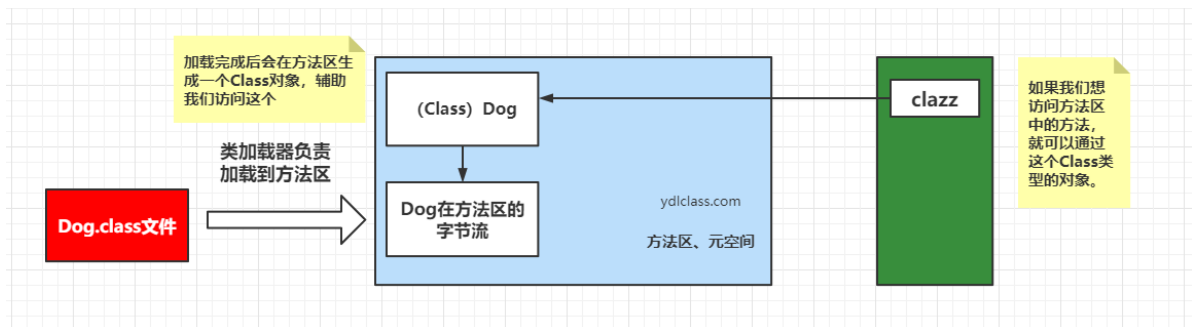 加载完成后会在方法区生
成一个Class对象，辅助
我们访问这个
类加载器负责
加载到方法区
Dog.class文件
（Class）Dog
Dog在方法区的
字节流
ydlclass.com
方法区、元空间
clazz
如果我们想
访问方法区
中的方法，
就可以通过
这个Class类
型的对象。